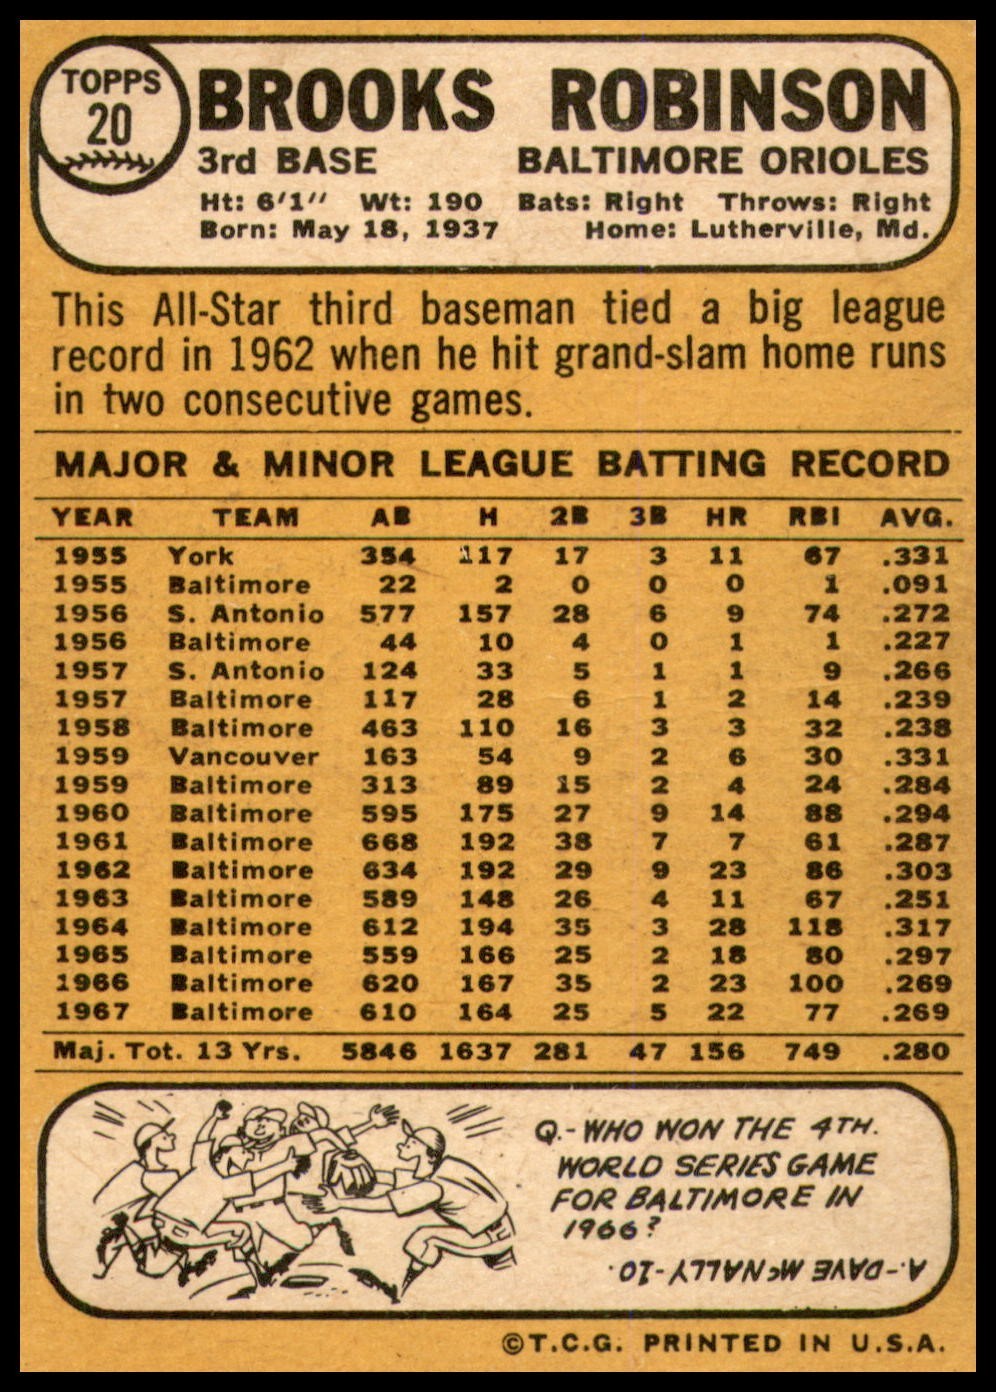 TOPPS
20
BROOKS ROBINSON
3rd BASE BALTIMORE ORIOLES
Ht: 6'1" Wt: 190 Bats: Right Throws: Right
Born: May 18, 1937 Home: Lutherville, Md.
This All-Star third baseman tied a big league
record in 1962 when he hit grand-slam home runs
in two consecutive games.
MAJOR & MINOR LEAGUE BATTING RECORD
YEAR TEAM AB H 2B 3B HR RBI AVG.
1955 York 354 117 17 3 11 67 .331
1955 Baltimore 22 2 0 0 0 1 .091
1956 S. Antonio 577 157 28 6 9 74 .272
1956 Baltimore 44 10 4 0 1 1 .227
1957 S. Antonio 124 33 5 1 1 9 .266
1957 Baltimore 117 28 6 1 2 14 .239
1958 Baltimore 463 110 16 3 3 32 .238
1959 Vancouver 163 54 9 2 6 30 .331
1959 Baltimore 313 89 15 2 4 24 .284
1960 Baltimore 595 175 27 9 14 88 .294
1961 Baltimore 668 192 38 7 7 61 .287
1962 Baltimore 634 192 29 9 23 86 .303
1963 Baltimore 589 148 26 4 11 67 .251
1964 Baltimore 612 194 35 3 28 118 .317
1965 Baltimore 559 166 25 2 18 80 .297
1966 Baltimore 620 167 35 2 23 100 .269
1967 Baltimore 610 164 25 5 22 77 .269
Maj. Tot. 13 Yrs. 5846 1637 281 47 156 749 .280
Q.-WHO WON THE 4TH.
WORLD SERIES GAME
FOR BALTIMORE IN
1966?
A.-DAVE McNALLY-10.
©T.C.G. PRINTED IN U.S.A.